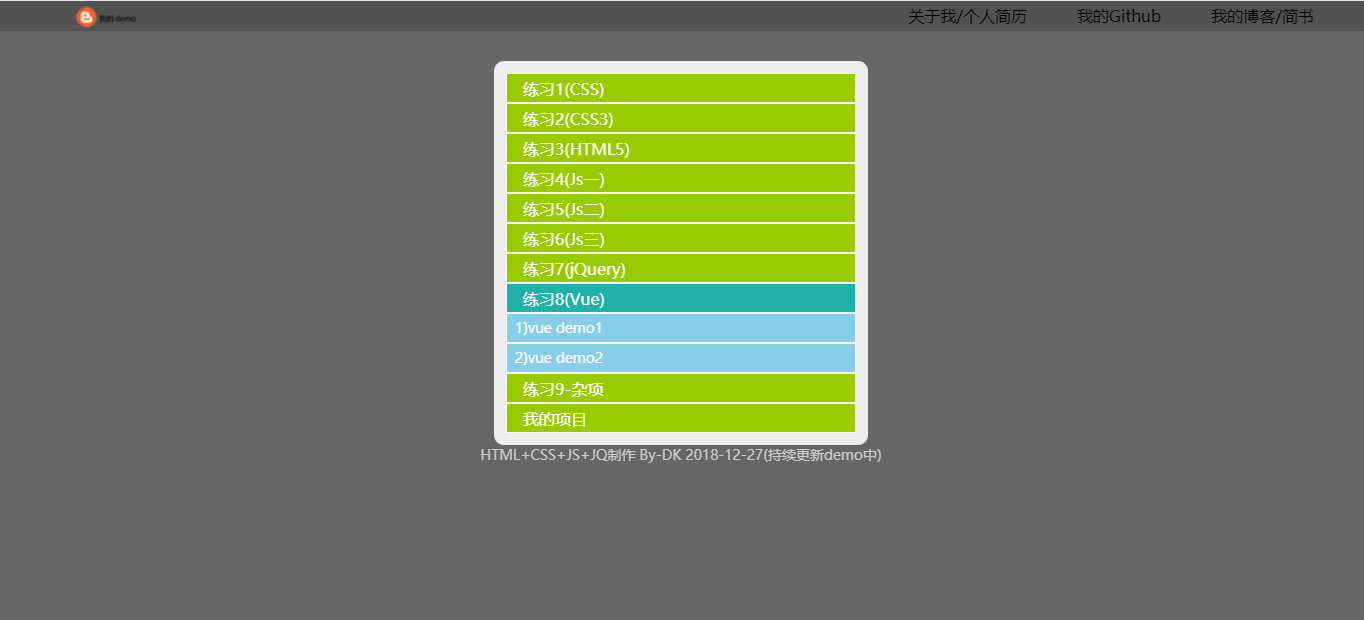 我的 demo
关于我/个人简历 我的Github 我的博客/简书
练习1(CSS)
练习2(CSS3)
练习3(HTML5)
练习4(Js一)
练习5(Js二)
练习6(Js三)
练习7(jQuery)
练习8(Vue)
1)vue demo1
2)vue demo2
练习9-杂项
我的项目
HTML+CSS+JS+JQ制作 By-DK 2018-12-27(持续更新demo中)